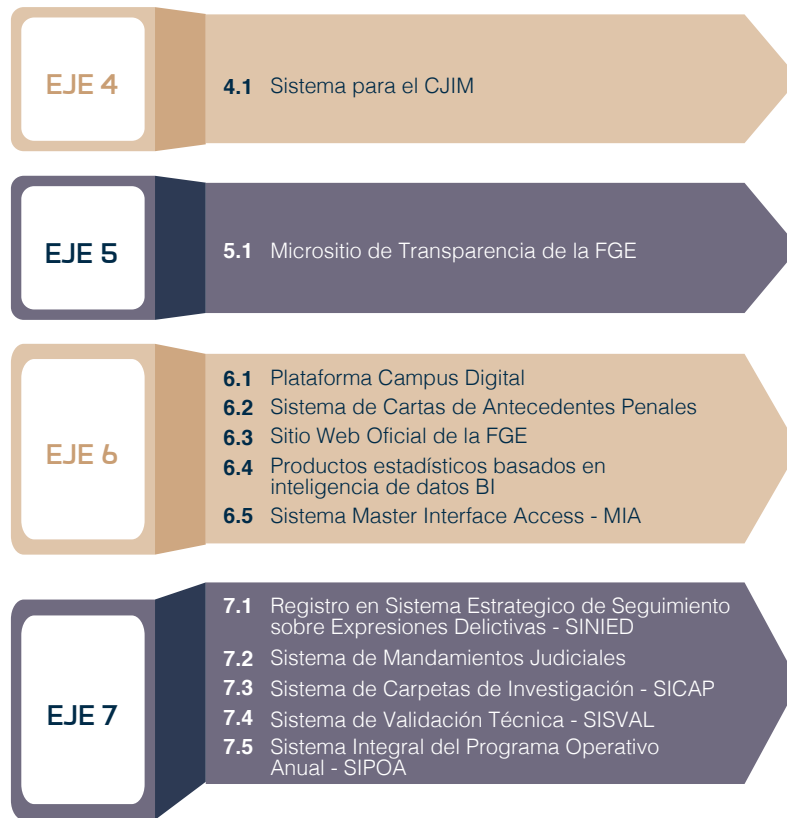 EJE 4
4.1 Sistema para el CJIM
EJE 5
5.1 Micrositio de Transparencia de la FGE
EJE 6
6.1 Plataforma Campus Digital
6.2 Sistema de Cartas de Antecedentes Penales
6.3 Sitio Web Oficial de la FGE
6.4 Productos estadísticos basados en
inteligencia de datos BI
6.5 Sistema Master Interface Access - MIA
EJE 7
7.1 Registro en Sistema Estrategico de Seguimiento
sobre Expresiones Delictivas - SINIED
7.2 Sistema de Mandamientos Judiciales
7.3 Sistema de Carpetas de Investigación - SICAP
7.4 Sistema de Validación Técnica - SISVAL
7.5 Sistema Integral del Programa Operativo
Anual - SIPOA